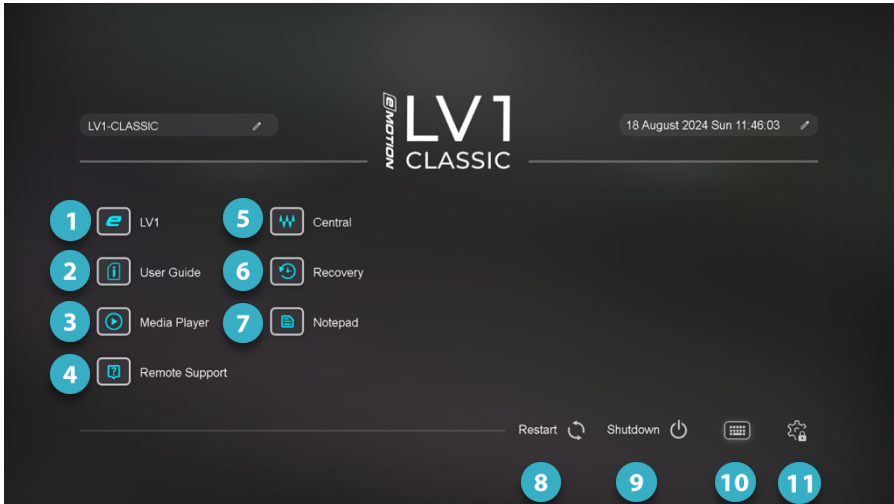 LV1-CLASSIC
eMOTION
LV1
CLASSIC
18 August 2024 Sun 11:46:03
1 LV1
5 Central
2 User Guide
6 Recovery
3 Media Player
7 Notepad
4 Remote Support
Restart
Shutdown
8
9
10
11